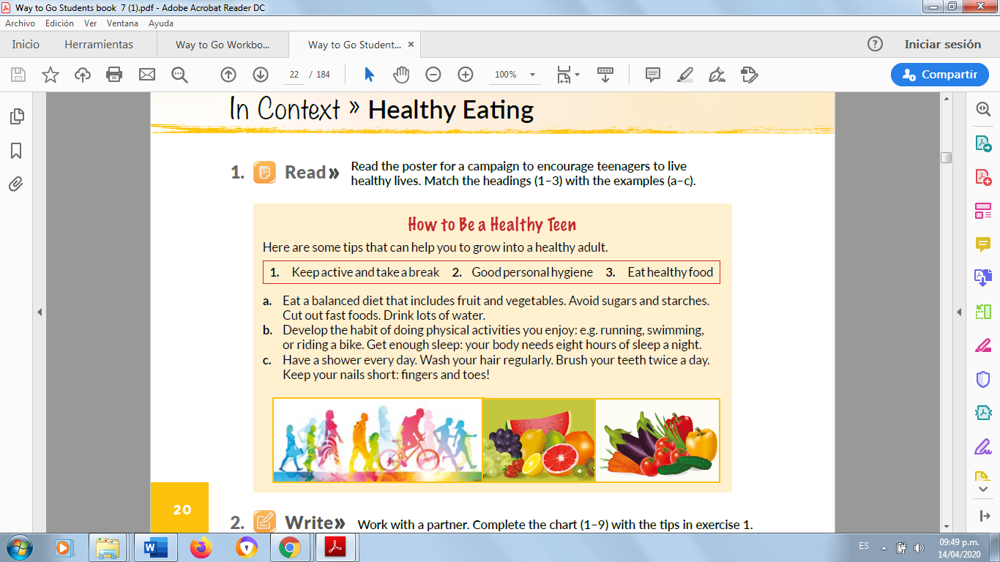 Way to Go Students book  7 (1).pdf - Adobe Acrobat Reader DC
Archivo Edición Ver Ventana Ayuda
Inicio Herramientas Way to Go Workbo... Way to Go Student... × ? Iniciar sesión
22 / 184 100% Compartir
In Context » Healthy Eating
1. Read» Read the poster for a campaign to encourage teenagers to live
healthy lives. Match the headings (1–3) with the examples (a–c).
How to Be a Healthy Teen
Here are some tips that can help you to grow into a healthy adult.
1. Keep active and take a break 2. Good personal hygiene 3. Eat healthy food
a. Eat a balanced diet that includes fruit and vegetables. Avoid sugars and starches.
Cut out fast foods. Drink lots of water.
b. Develop the habit of doing physical activities you enjoy: e.g. running, swimming,
or riding a bike. Get enough sleep: your body needs eight hours of sleep a night.
c. Have a shower every day. Wash your hair regularly. Brush your teeth twice a day.
Keep your nails short: fingers and toes!
20
2. Write» Work with a partner. Complete the chart (1–9) with the tips in exercise 1.
ES 09:49 p.m.
14/04/2020